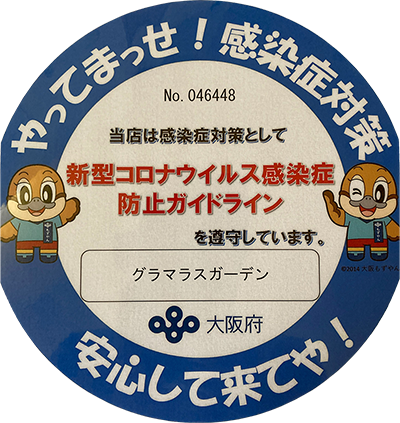 やってまっせ！感染症対策
No. 046448
当店は感染症対策として
新型コロナウイルス感染症
防止ガイドライン
を遵守しています。
グラマラスガーデン
©2014 大阪もずやん
大阪府
安心して来てや！